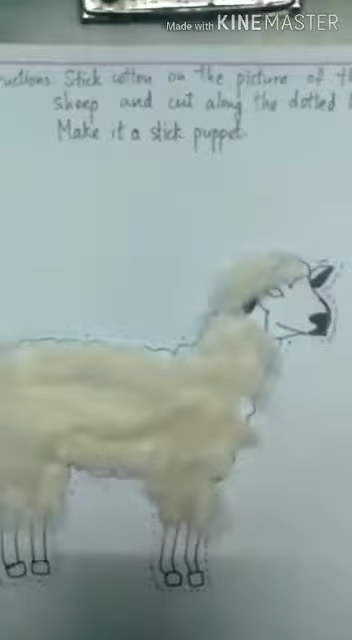 Made with KINEMASTER
Stick cotton on the picture of
sheep and cut along the dotted
Make it a stick puppet.